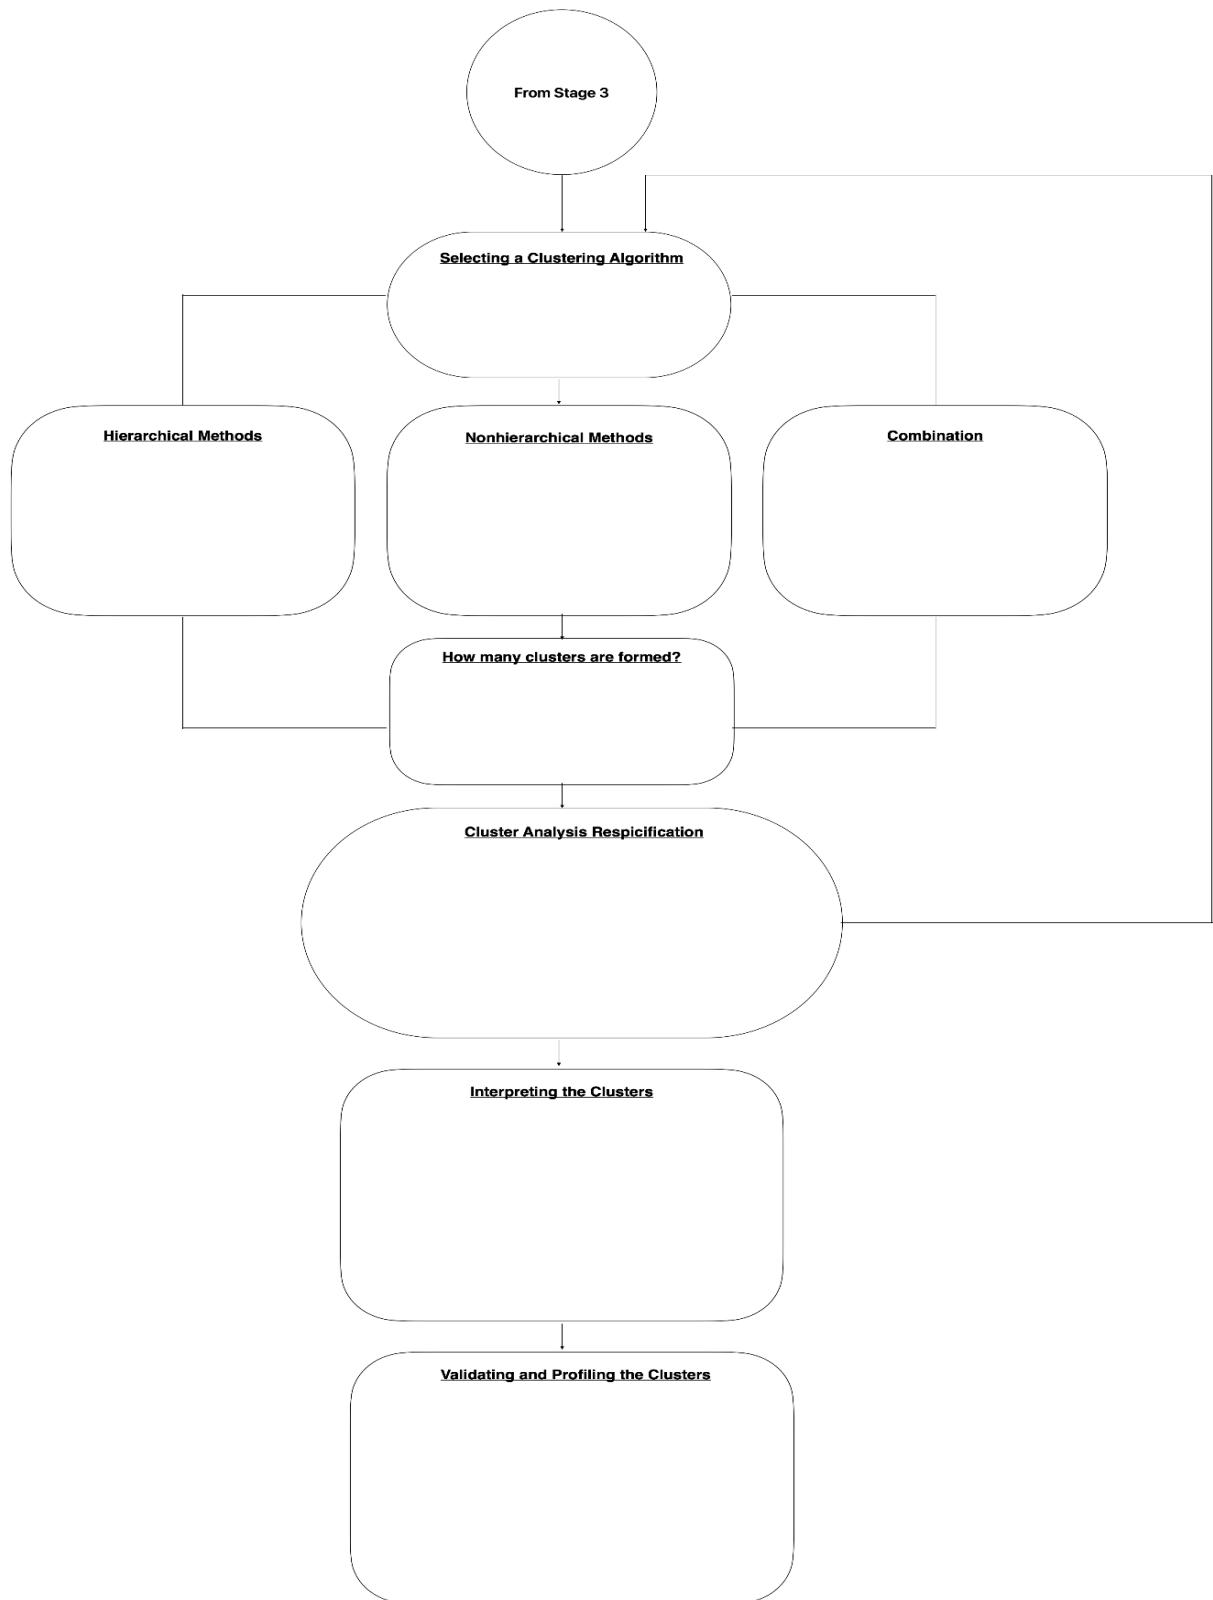 From Stage 3
Selecting a Clustering Algorithm
Hierarchical Methods
Nonhierarchical Methods
Combination
How many clusters are formed?
Cluster Analysis Respicification
Interpreting the Clusters
Validating and Profiling the Clusters